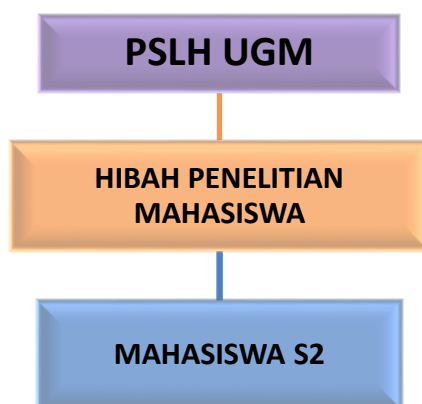 PSLH UGM
HIBAH PENELITIAN
MAHASISWA
MAHASISWA S2